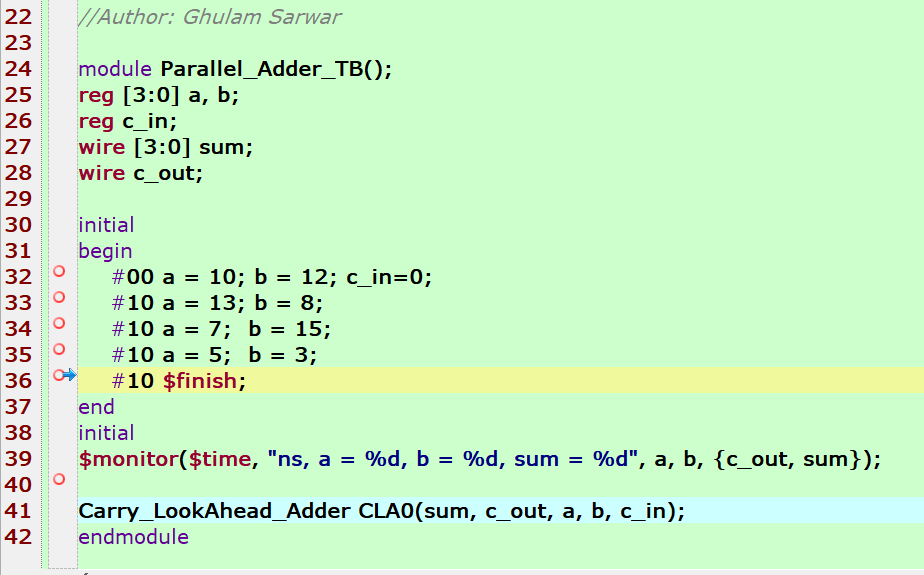 22 //Author: Ghulam Sarwar
23
24 module Parallel_Adder_TB();
25 reg [3:0] a, b;
26 reg c_in;
27 wire [3:0] sum;
28 wire c_out;
29
30 initial
31 begin
32 #00 a = 10; b = 12; c_in=0;
33 #10 a = 13; b = 8;
34 #10 a = 7;  b = 15;
35 #10 a = 5;  b = 3;
36 #10 $finish;
37 end
38 initial
39 $monitor($time, "ns, a = %d, b = %d, sum = %d", a, b, {c_out, sum});
40
41 Carry_LookAhead_Adder CLA0(sum, c_out, a, b, c_in);
42 endmodule